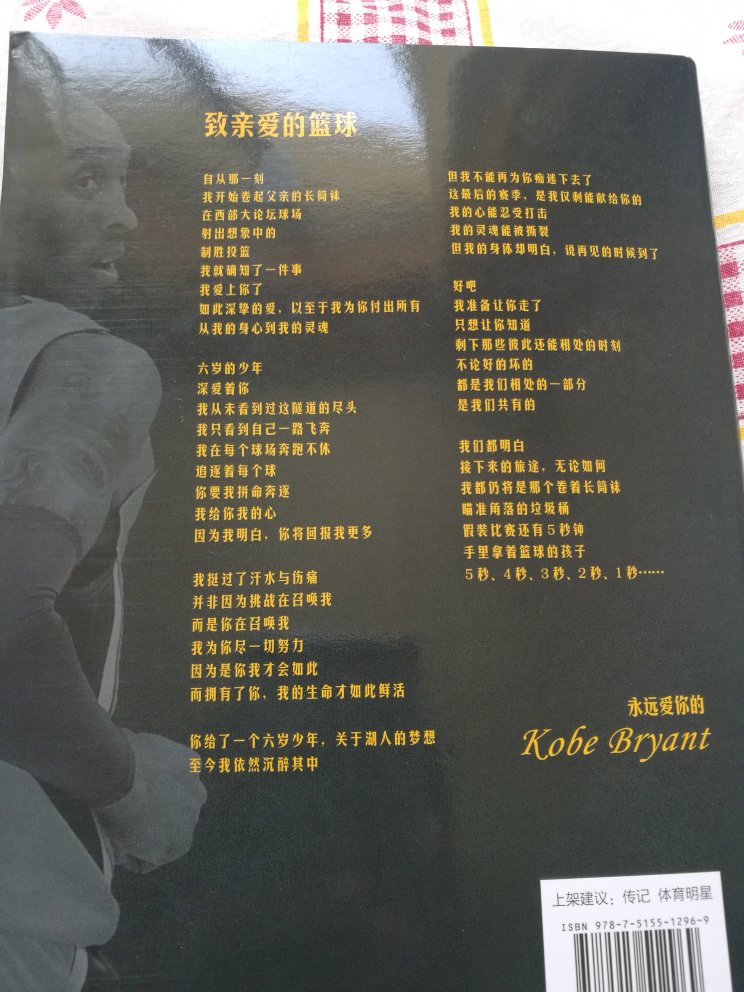 致亲爱的篮球
自从那一刻
我开始卷起父亲的长筒袜
在西部大论坛球场
射出想象中的
制胜投篮
我就确知了一件事
我爱上你了
如此深挚的爱，以至于我为你付出所有
从我的身心到我的灵魂
六岁的少年
深爱着你
我从未看到过这隧道的尽头
我只看到自己一路飞奔
我在每个球场奔跑不休
追逐着每个球
你要我拼命奔逐
我给你我的心
因为我明白，你将回报我更多
我挺过了汗水与伤痛
并非因为挑战在召唤我
而是你在召唤我
我为你尽一切努力
因为是你我才会如此
而拥有了你，我的生命才如此鲜活
你给了一个六岁少年，关于湖人的梦想
至今我依然沉醉其中
但我不能再为你痴迷下去了
这最后的赛季，是我仅剩能献给你的
我的心能忍受打击
我的灵魂能被撕裂
但我的身体却明白，说再见的时候到了
好吧
我准备让你走了
只想让你知道
剩下那些彼此还能相处的时刻
不论好的坏的
都是我们相处的一部分
是我们共有的
我们都明白
接下来的旅途，无论如何
我都仍将是那个卷着长筒袜
瞄准角落的垃圾桶
假装比赛还有5秒钟
手里拿着篮球的孩子
5秒、4秒、3秒、2秒、1秒……
永远爱你的
Kobe Bryant
上架建议：传记 体育明星
ISBN 978-7-5155-1296-9